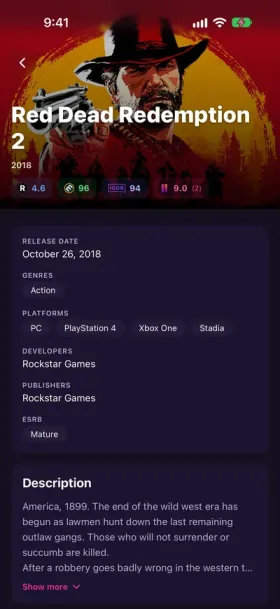 9:41
Red Dead Redemption
2
2018
R 4.6
96
IGDB 94
9.0 (2)
RELEASE DATE
October 26, 2018
GENRES
Action
PLATFORMS
PC PlayStation 4 Xbox One Stadia
DEVELOPERS
Rockstar Games
PUBLISHERS
Rockstar Games
ESRB
Mature
Description
America, 1899. The end of the wild west era has
begun as lawmen hunt down the last remaining
outlaw gangs. Those who will not surrender or
succumb are killed.
After a robbery goes badly wrong in the western t...
Show more